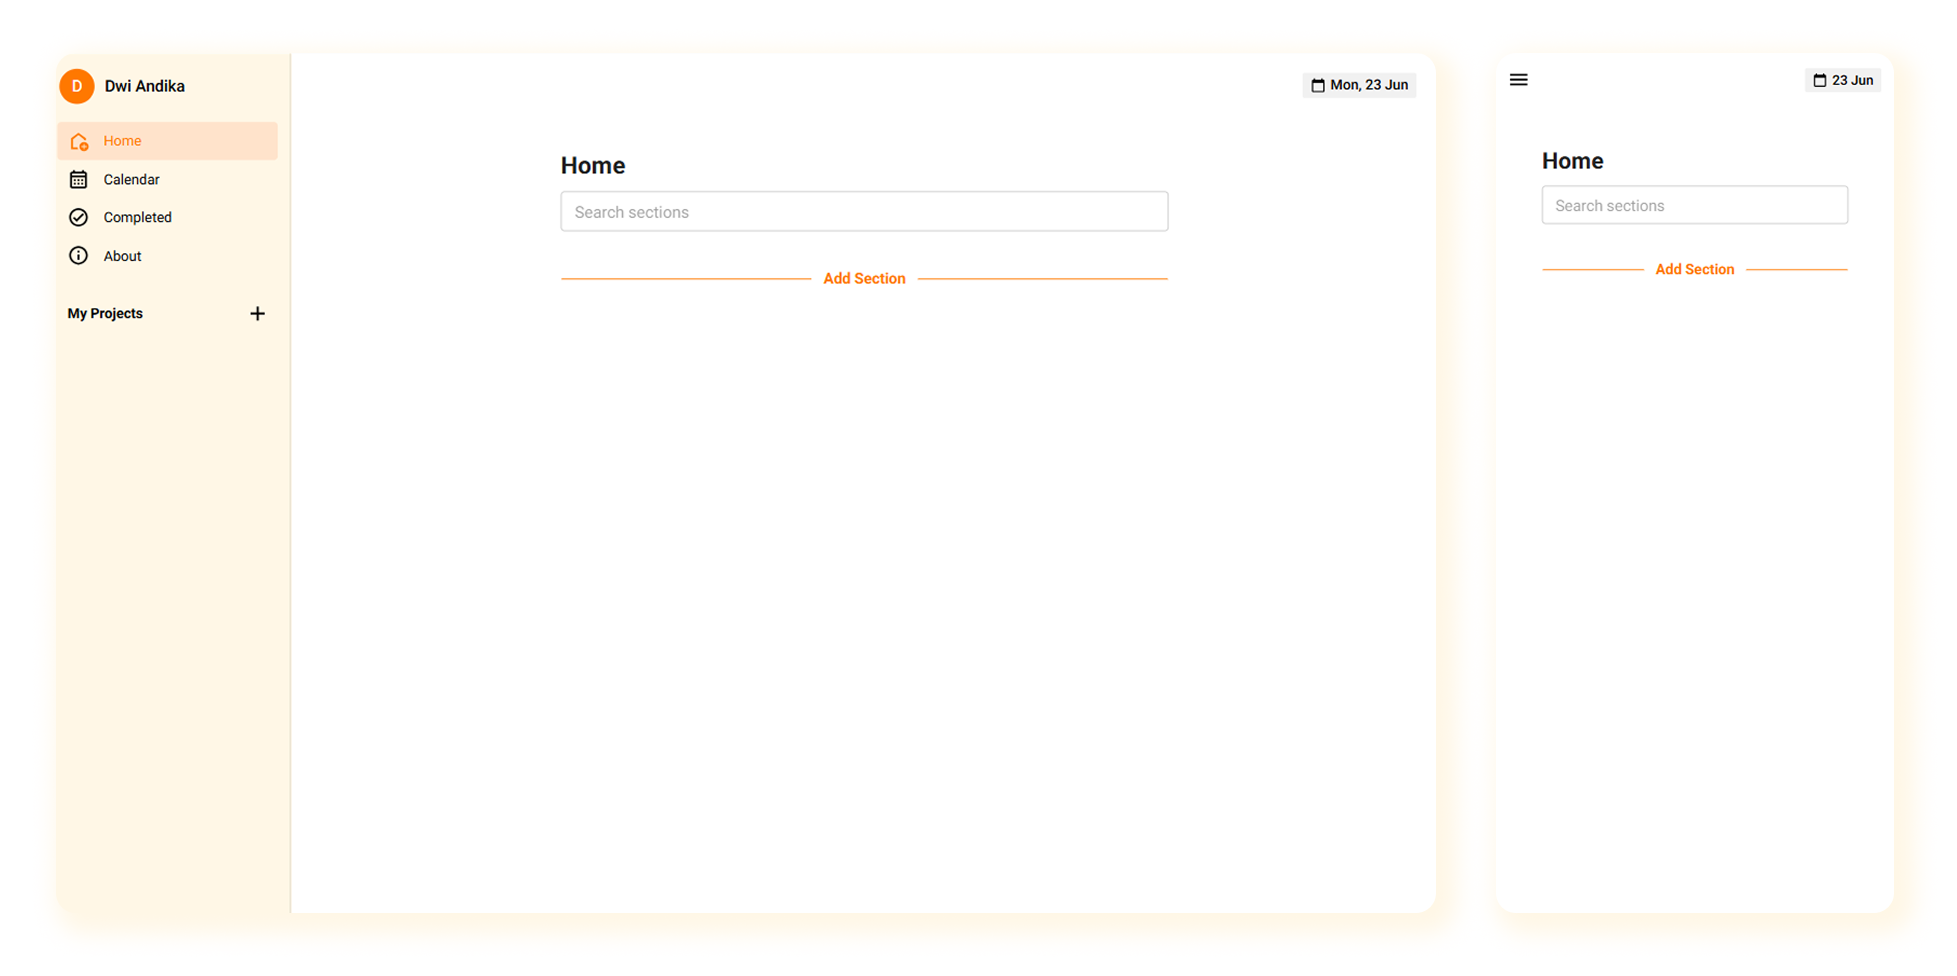 D
Dwi Andika
Home
Calendar
Completed
About
My Projects
Mon, 23 Jun
Home
Search sections
Add Section
23 Jun
Home
Search sections
Add Section